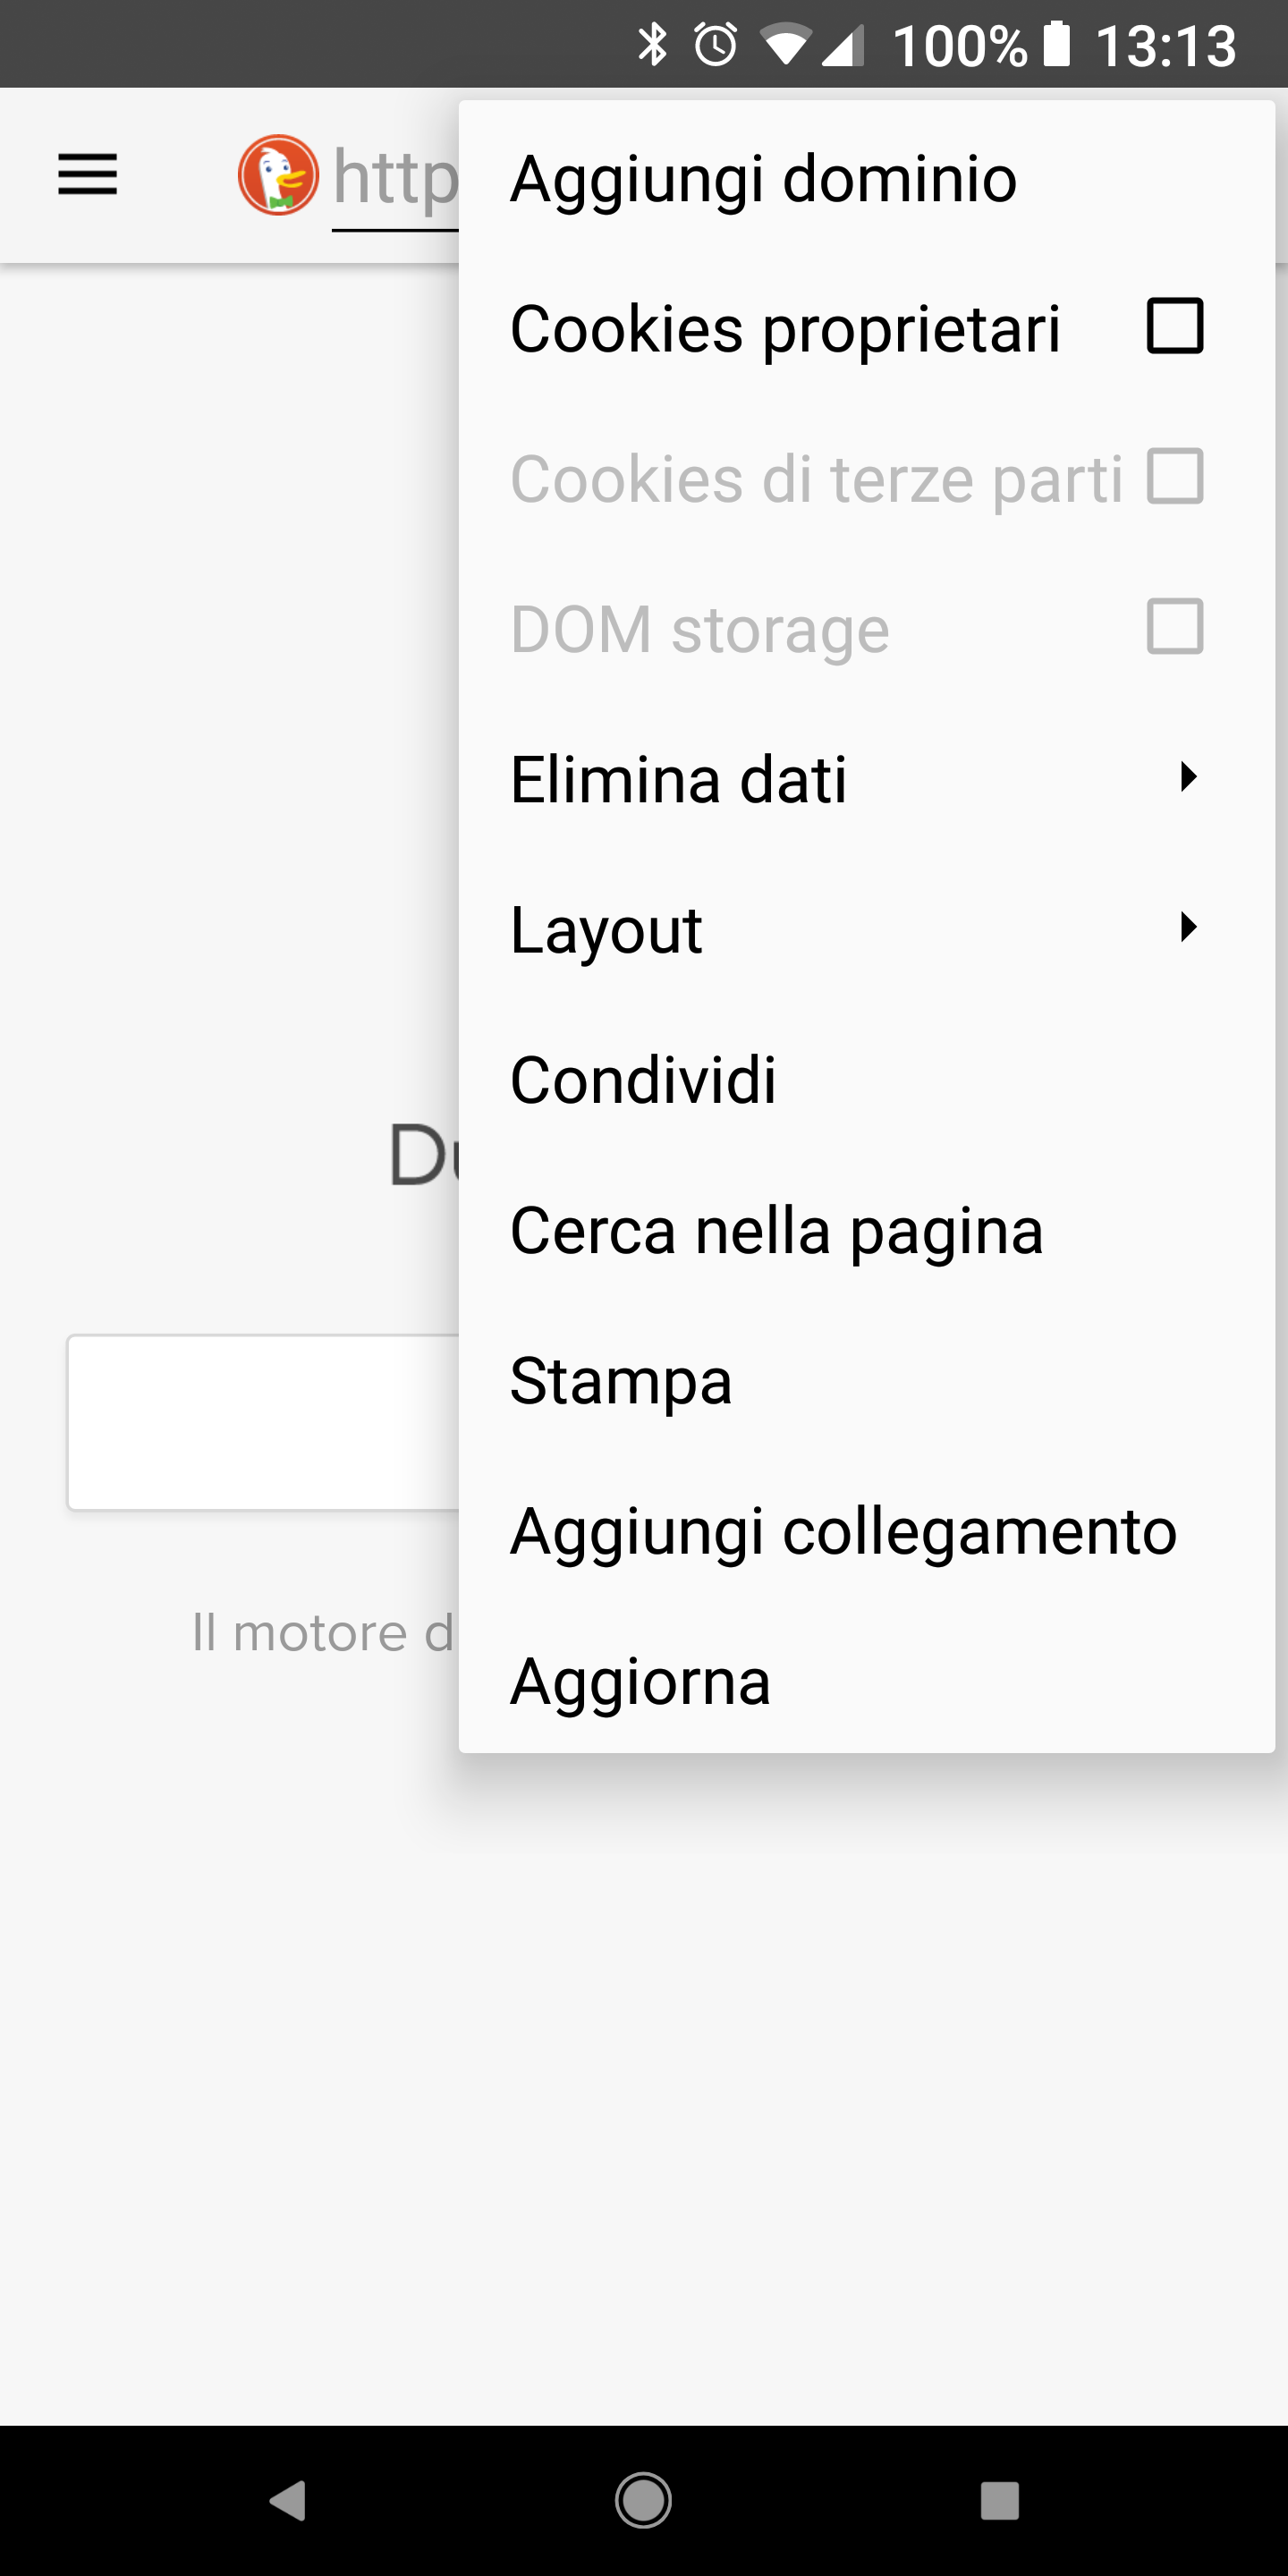 100% 13:13
http
Aggiungi dominio
Cookies proprietari
Cookies di terze parti
DOM storage
Elimina dati
Layout
Condividi
Du
Cerca nella pagina
Stampa
Aggiungi collegamento
Il motore d
Aggiorna